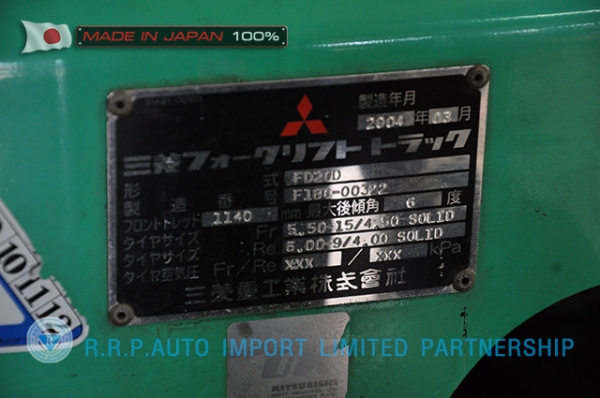 MADE IN JAPAN 100%
製造年月
2004 年 03 月
三菱フォークリフト トラック
形 式 FD20D
製 造 番 号 F18C-00322
フロントトレッド 1140 mm 最大後傾角 6 度
タイヤサイズ Fr 5.50-15/4.50 SOLID
タイヤサイズ Re 6.00-9/4.00 SOLID
タイヤ空気圧 Fr/Re XXX / XXX kPa
三菱重工業株式會社
10 11 12
R.R.P.AUTO IMPORT LIMITED PARTNERSHIP
MITSUBISHI